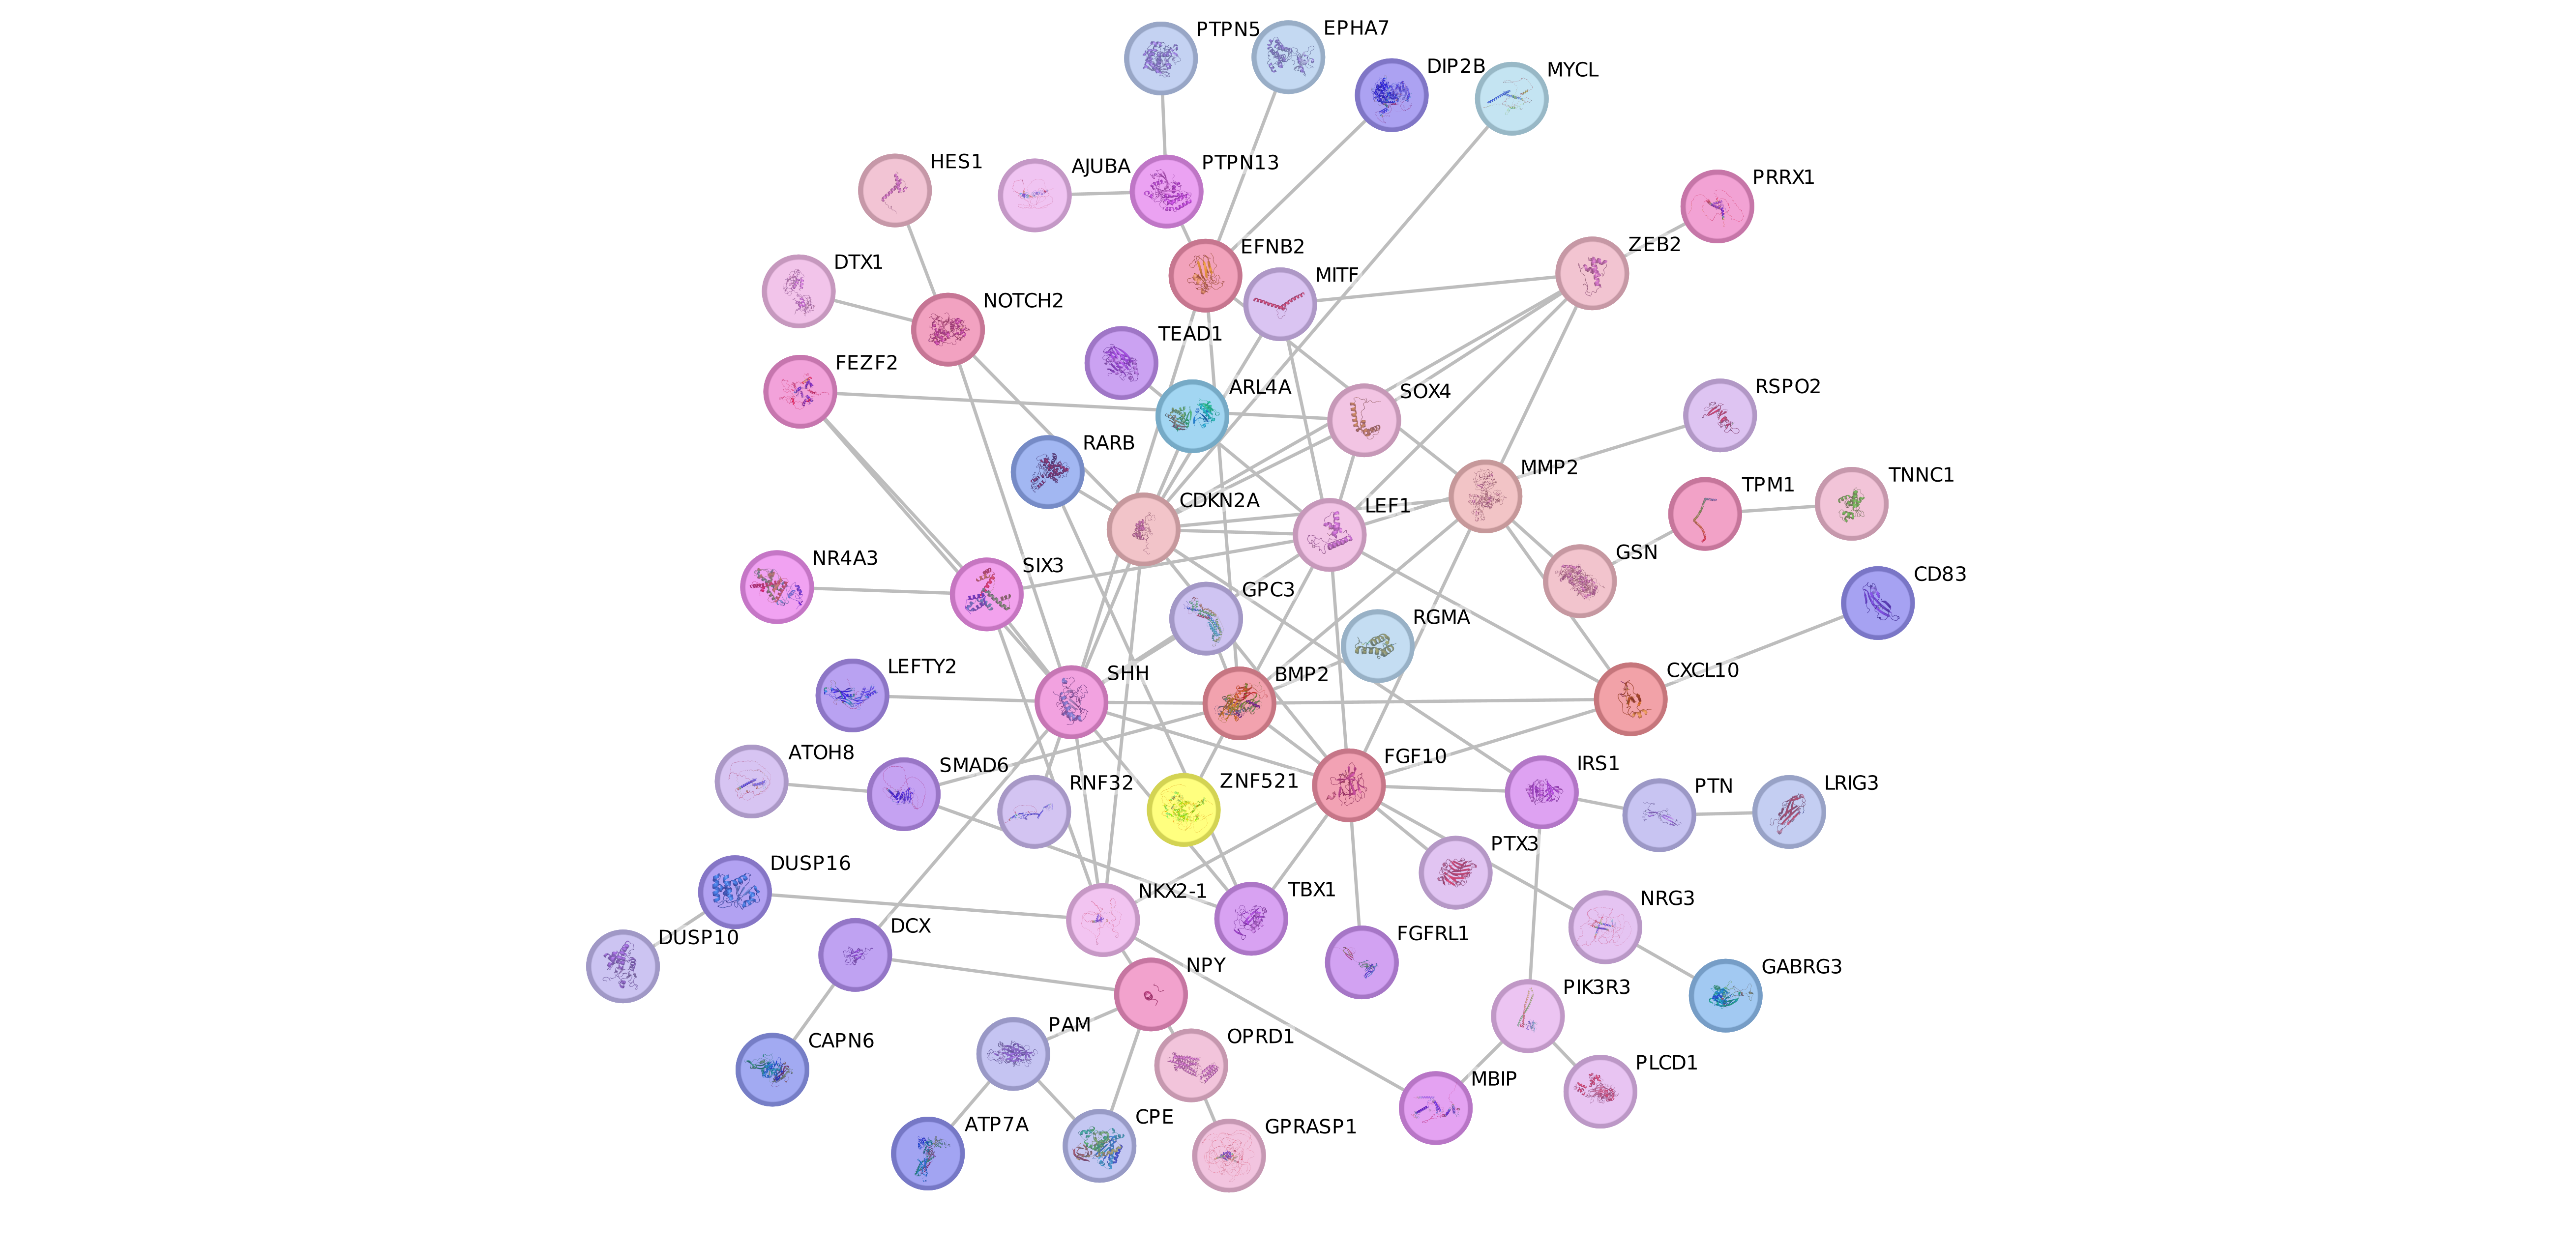 PTPN5
EPHA7
DIP2B
MYCL
HES1
AJUBA
PTPN13
PRRX1
EFNB2
ZEB2
DTX1
MITF
NOTCH2
TEAD1
FEZF2
ARL4A
SOX4
RSPO2
RARB
MMP2
TNNC1
TPM1
CDKN2A
LEF1
GSN
NR4A3
SIX3
CD83
GPC3
RGMA
LEFTY2
SHH
BMP2
CXCL10
ATOH8
SMAD6
FGF10
IRS1
RNF32
ZNF521
PTN
LRIG3
PTX3
DUSP16
NKX2-1
TBX1
NRG3
DCX
FGFRL1
DUSP10
NPY
GABRG3
PIK3R3
PAM
OPRD1
CAPN6
PLCD1
MBIP
ATP7A
CPE
GPRASP1